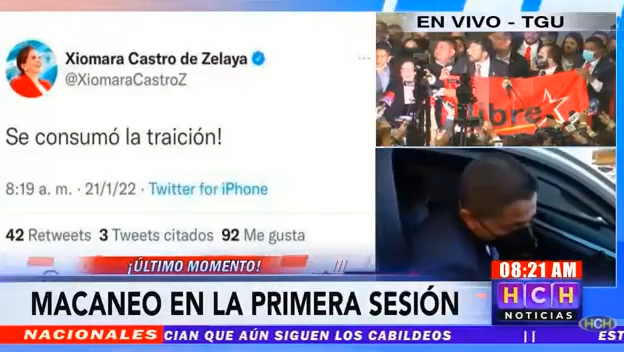 EN VIVO - TGU
Xiomara Castro de Zelaya
@XiomaraCastroZ
Se consumó la traición!
8:19 a. m. · 21/1/22 · Twitter for iPhone
42 Retweets 3 Tweets citados 92 Me gusta
Libre
¡ÚLTIMO MOMENTO!
MACANEO EN LA PRIMERA SESIÓN
08:21 AM
HCH
NOTICIAS
NACIONALES
CIAN QUE AÚN SIGUEN LOS CABILDEOS || EST
HCH